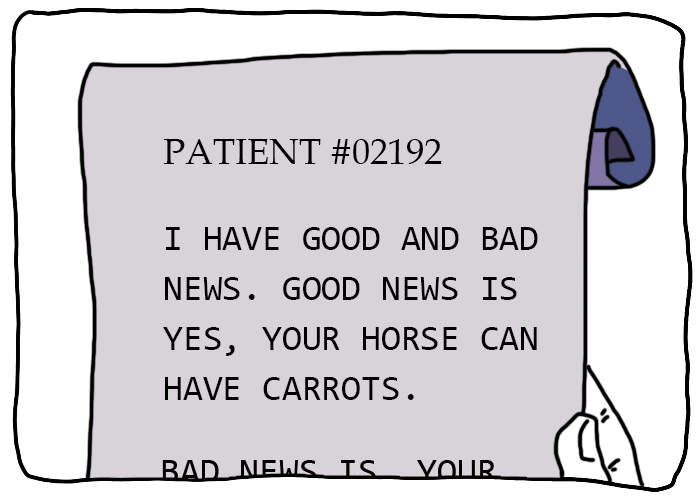 PATIENT #02192
I HAVE GOOD AND BAD
NEWS. GOOD NEWS IS
YES, YOUR HORSE CAN
HAVE CARROTS.
BAD NEWS IS, YOUR